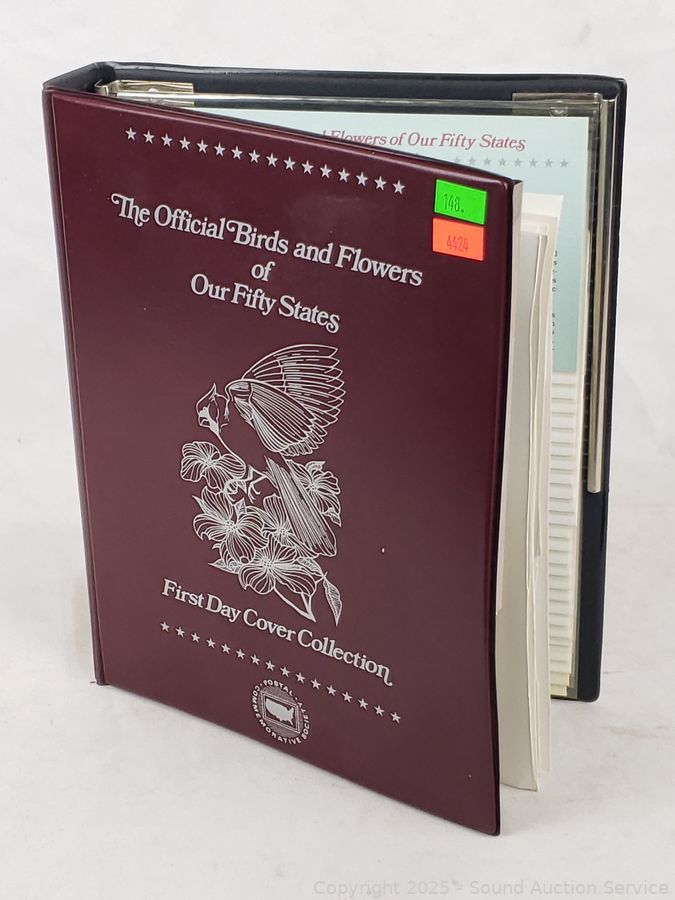 The Official Birds and Flowers
of
Our Fifty States
First Day Cover Collection
POSTAL
COMMEMORATIVE SOCIETY
148.
4424
Flowers of Our Fifty States
Copyright 2025 - Sound Auction Service